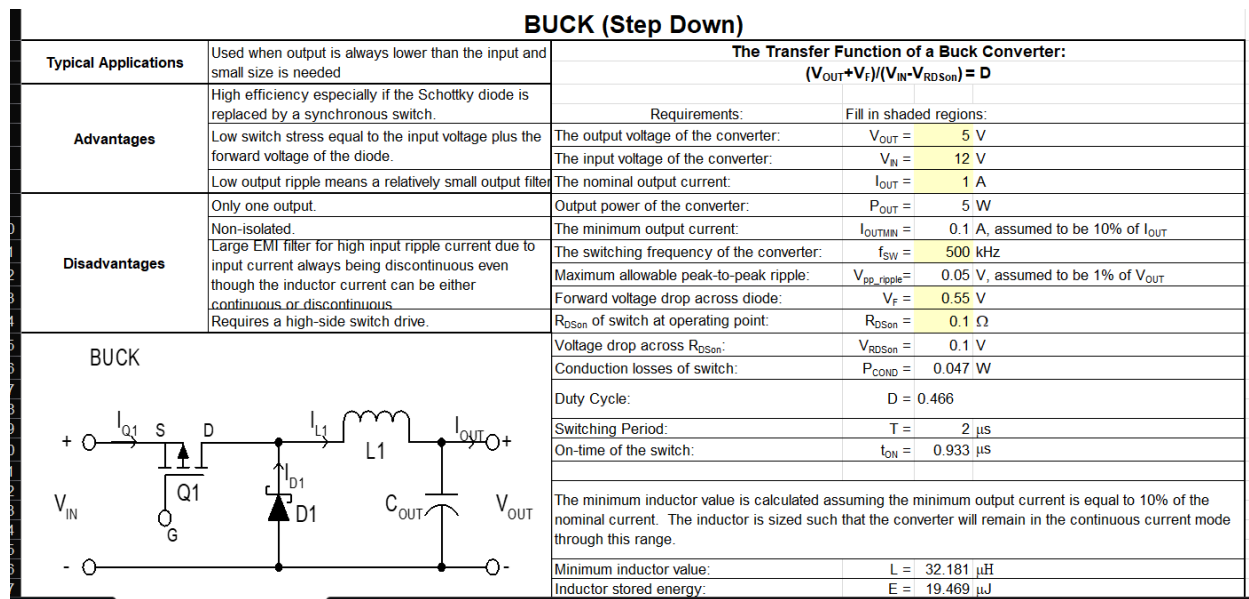 BUCK (Step Down)
Typical Applications
Used when output is always lower than the input and
small size is needed
Advantages
High efficiency especially if the Schottky diode is
replaced by a synchronous switch.
Low switch stress equal to the input voltage plus the
forward voltage of the diode.
Low output ripple means a relatively small output filter
Disadvantages
Only one output.
Non-isolated.
Large EMI filter for high input ripple current due to
input current always being discontinuous even
though the inductor current can be either
continuous or discontinuous
Requires a high-side switch drive.
The Transfer Function of a Buck Converter:
(VOUT+VF)/(VIN-VRDSon) = D
Requirements: Fill in shaded regions:
The output voltage of the converter: VOUT = 5 V
The input voltage of the converter: VIN = 12 V
The nominal output current: IOUT = 1 A
Output power of the converter: POUT = 5 W
The minimum output current: IOUTMIN = 0.1 A, assumed to be 10% of IOUT
The switching frequency of the converter: fSW = 500 kHz
Maximum allowable peak-to-peak ripple: Vpp_ripple= 0.05 V, assumed to be 1% of VOUT
Forward voltage drop across diode: VF = 0.55 V
RDSon of switch at operating point: RDSon = 0.1 Ω
Voltage drop across RDSon: VRDSon = 0.1 V
Conduction losses of switch: PCOND = 0.047 W
Duty Cycle: D = 0.466
Switching Period: T = 2 µs
On-time of the switch: tON = 0.933 µs
The minimum inductor value is calculated assuming the minimum output current is equal to 10% of the
nominal current. The inductor is sized such that the converter will remain in the continuous current mode
through this range.
Minimum inductor value: L = 32.181 µH
Inductor stored energy: E = 19.469 µJ
BUCK
IQ1 S D IL1 IOUT
+ +
L1
Q1 ID1
VIN D1 COUT VOUT
G
- -